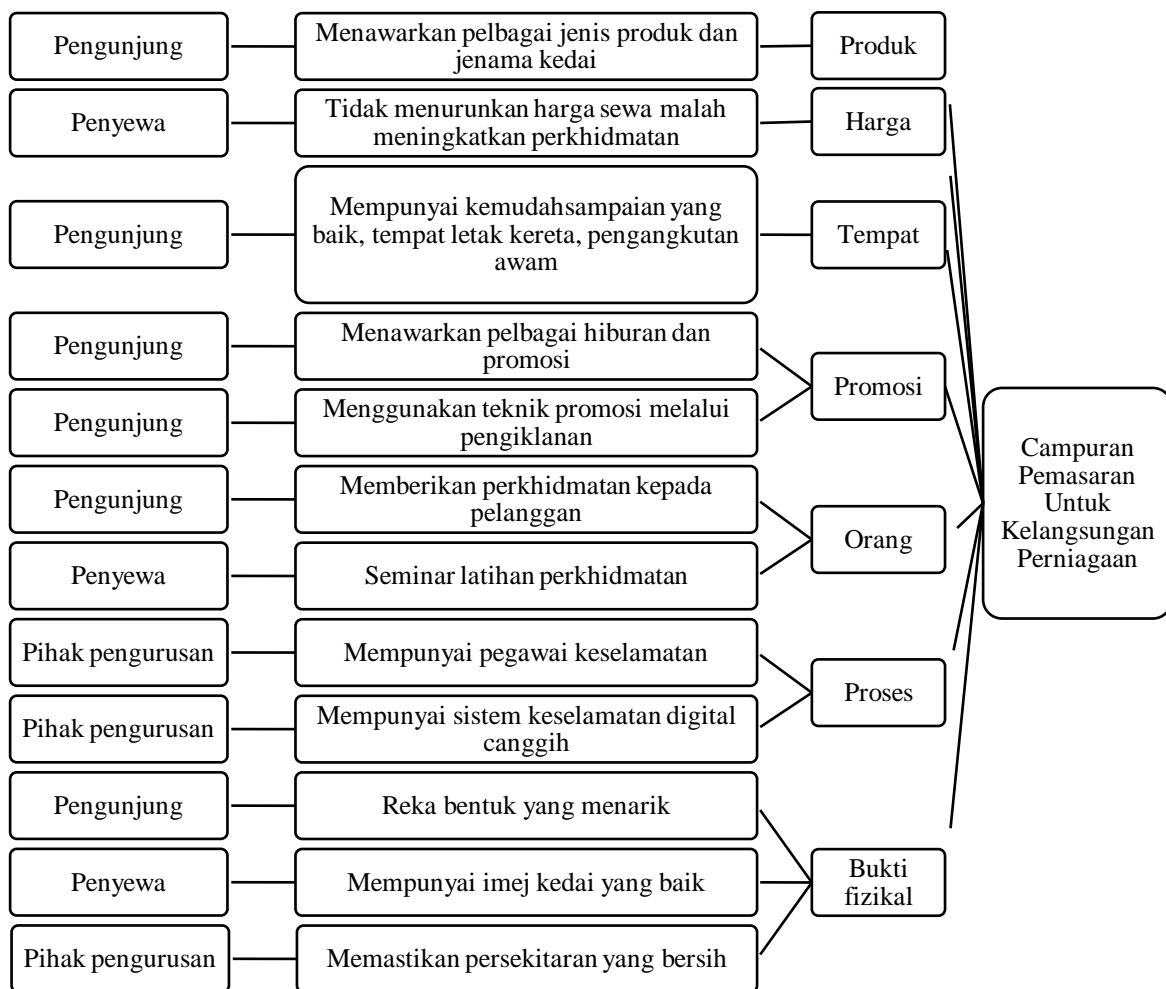 Pengunjung
Menawarkan pelbagai jenis produk dan
jenama kedai
Produk
Penyewa
Tidak menurunkan harga sewa malah
meningkatkan perkhidmatan
Harga
Pengunjung
Mempunyai kemudahsampaian yang
baik, tempat letak kereta, pengangkutan
awam
Tempat
Pengunjung
Menawarkan pelbagai hiburan dan
promosi
Pengunjung
Menggunakan teknik promosi melalui
pengiklanan
Promosi
Pengunjung
Memberikan perkhidmatan kepada
pelanggan
Penyewa
Seminar latihan perkhidmatan
Orang
Pihak pengurusan
Mempunyai pegawai keselamatan
Pihak pengurusan
Mempunyai sistem keselamatan digital
canggih
Proses
Pengunjung
Reka bentuk yang menarik
Penyewa
Mempunyai imej kedai yang baik
Pihak pengurusan
Memastikan persekitaran yang bersih
Bukti
fizikal
Campuran
Pemasaran
Untuk
Kelangsungan
Perniagaan